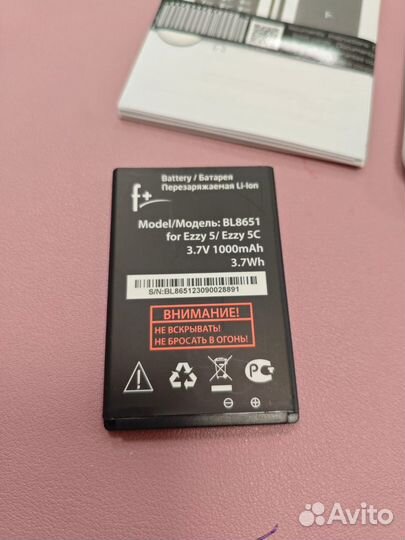 f+
Battery / Батарея
Перезаряжаемая Li-Ion
Model/Модель: BL8651
for Ezzy 5/ Ezzy 5C
3.7V 1000mAh
3.7Wh
S/N:BL865123090028891
ВНИМАНИЕ!
НЕ ВСКРЫВАТЬ!
НЕ БРОСАТЬ В ОГОНЬ!
Avito